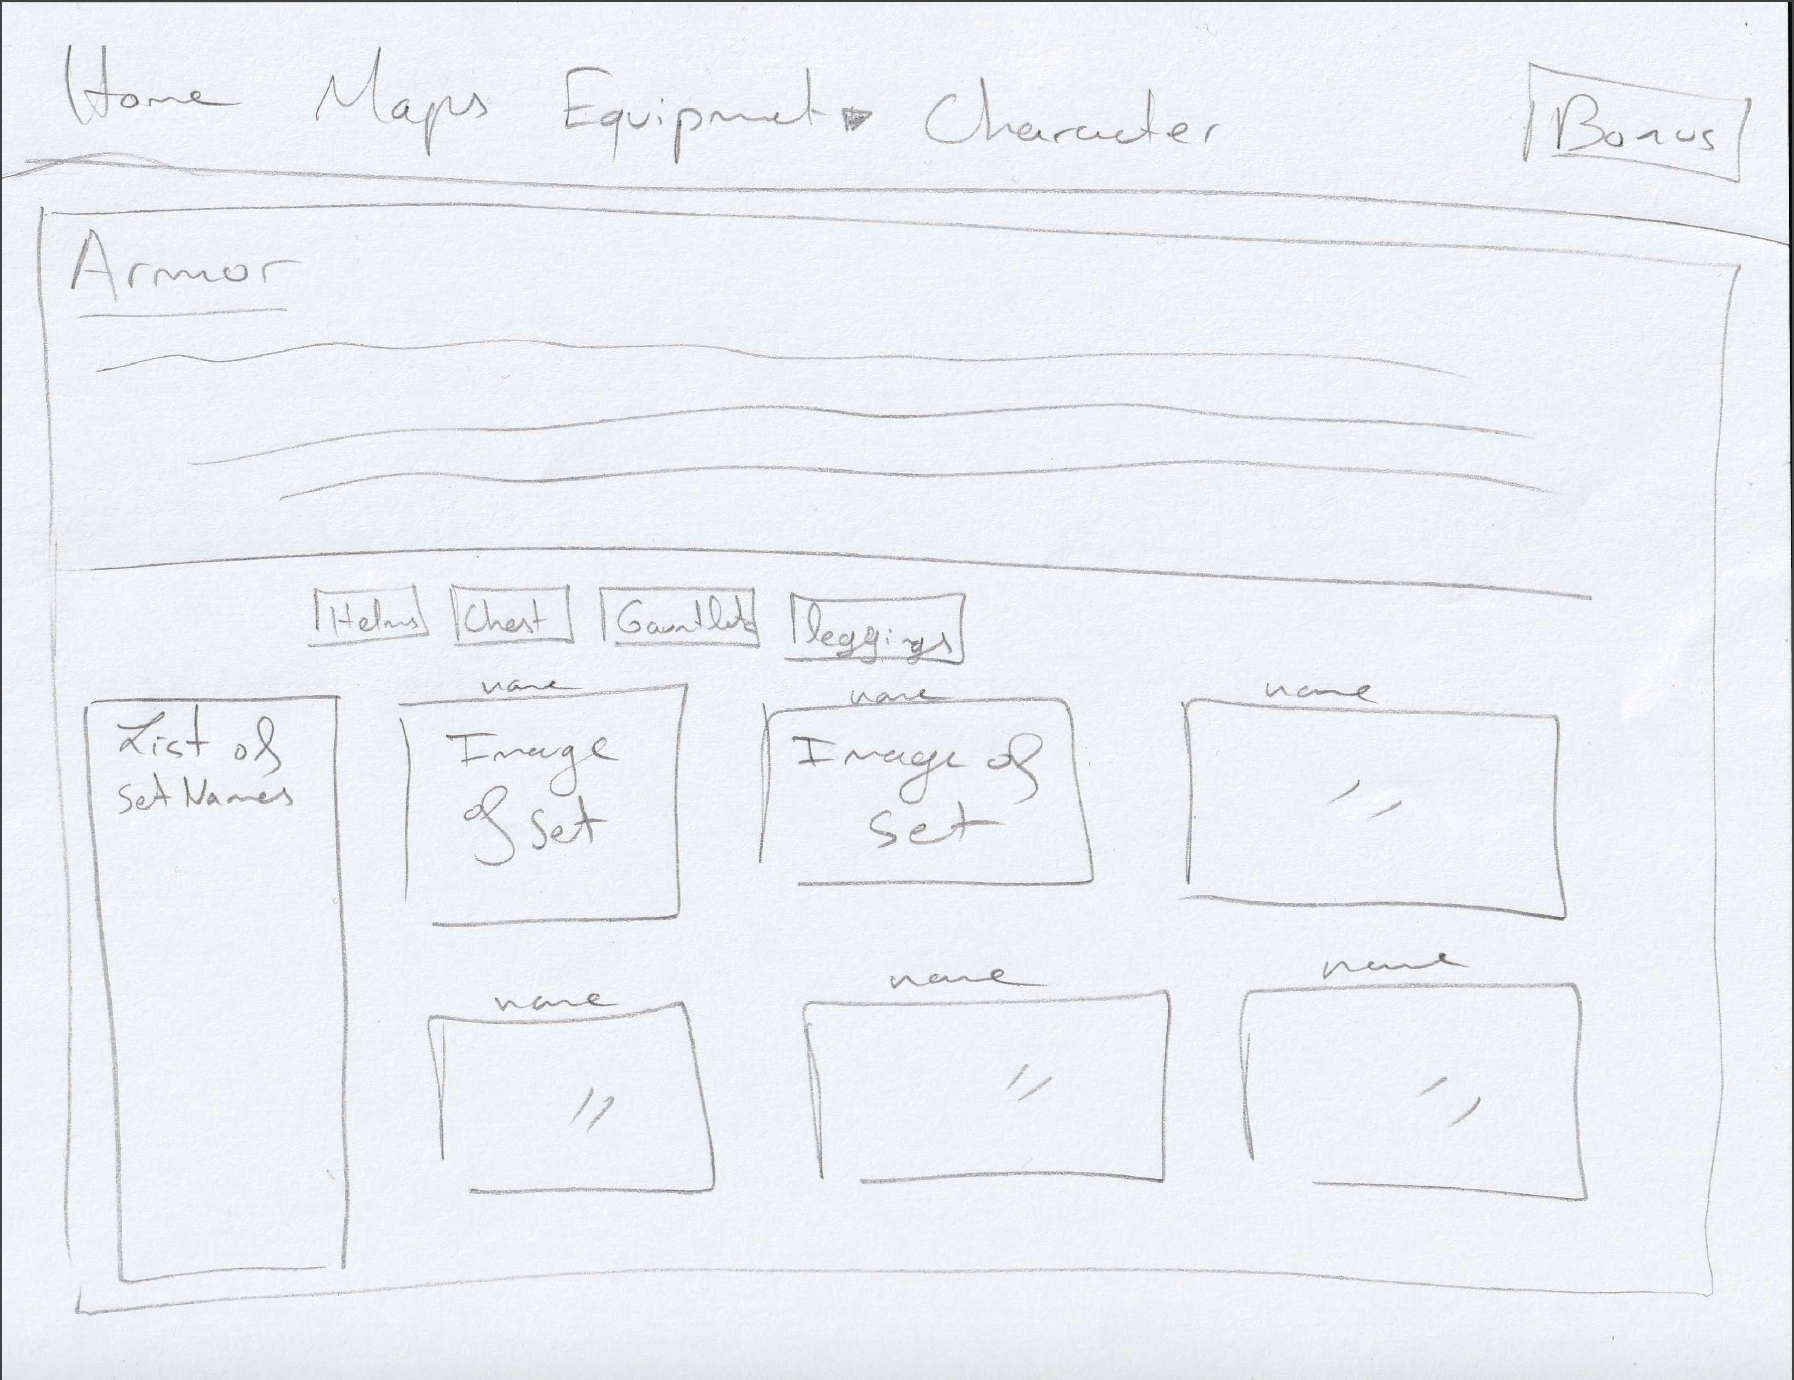 Home Maps Equipment Character Bonus
Armor
Helms Chest Gauntlets leggings
name name name
List of
set Names
Image
of set
Image of
set
name name name